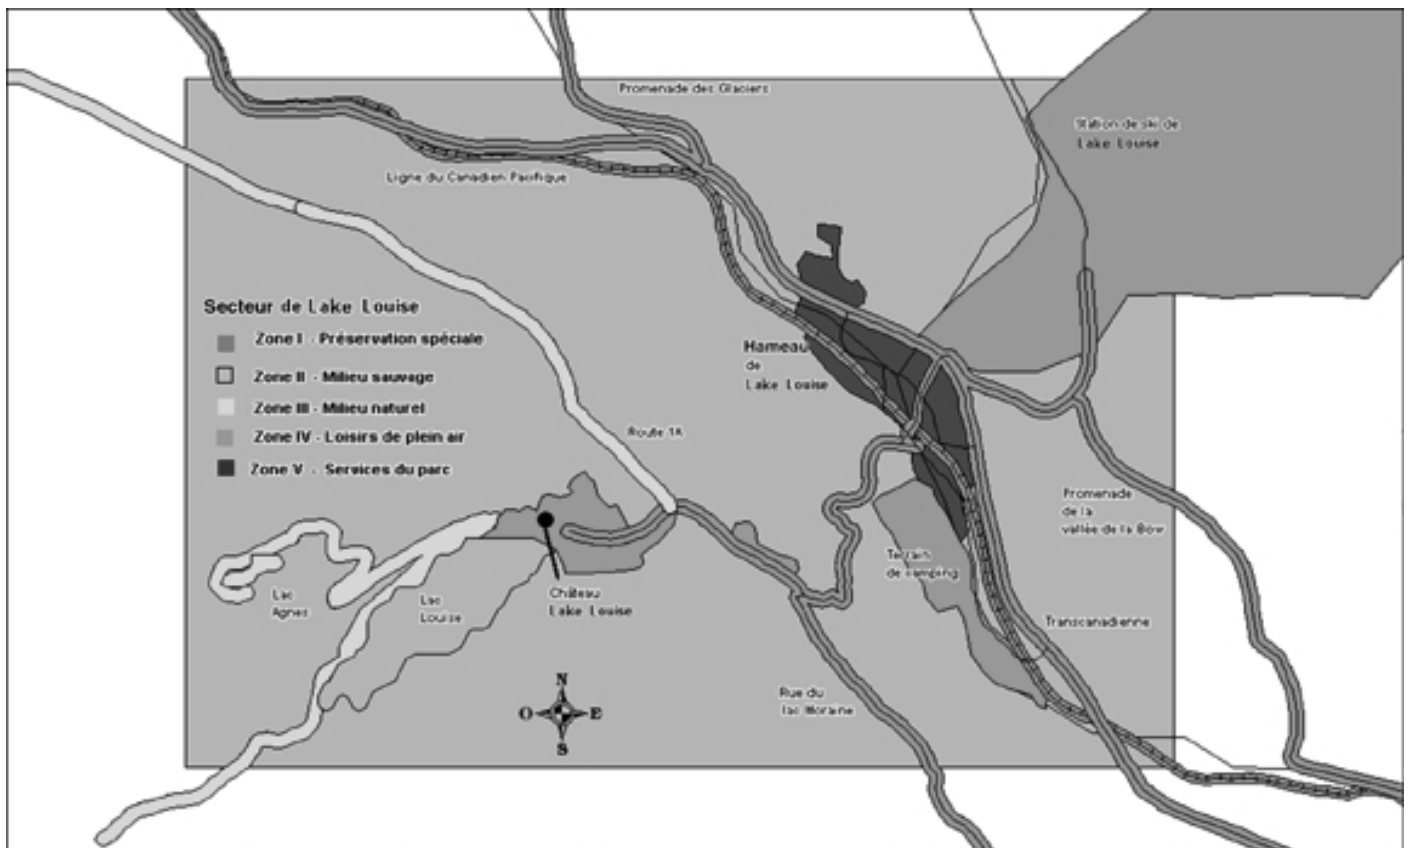 Promenade des Glaciers
Station de ski de
Lake Louise
Ligne du Canadien Pacifique
Secteur de Lake Louise
Zone I - Préservation spéciale
Zone II - Milieu sauvage
Zone III - Milieu naturel
Zone IV - Loisirs de plein air
Zone V - Services du parc
Hameau
de
Lake Louise
Route 1A
Promenade
de la
vallée de la Bow
Terrain
de camping
Lac
Agnes
Lac
Louise
Château
Lake Louise
Transcanadienne
Rue du
lac Moraine
N
O E
S